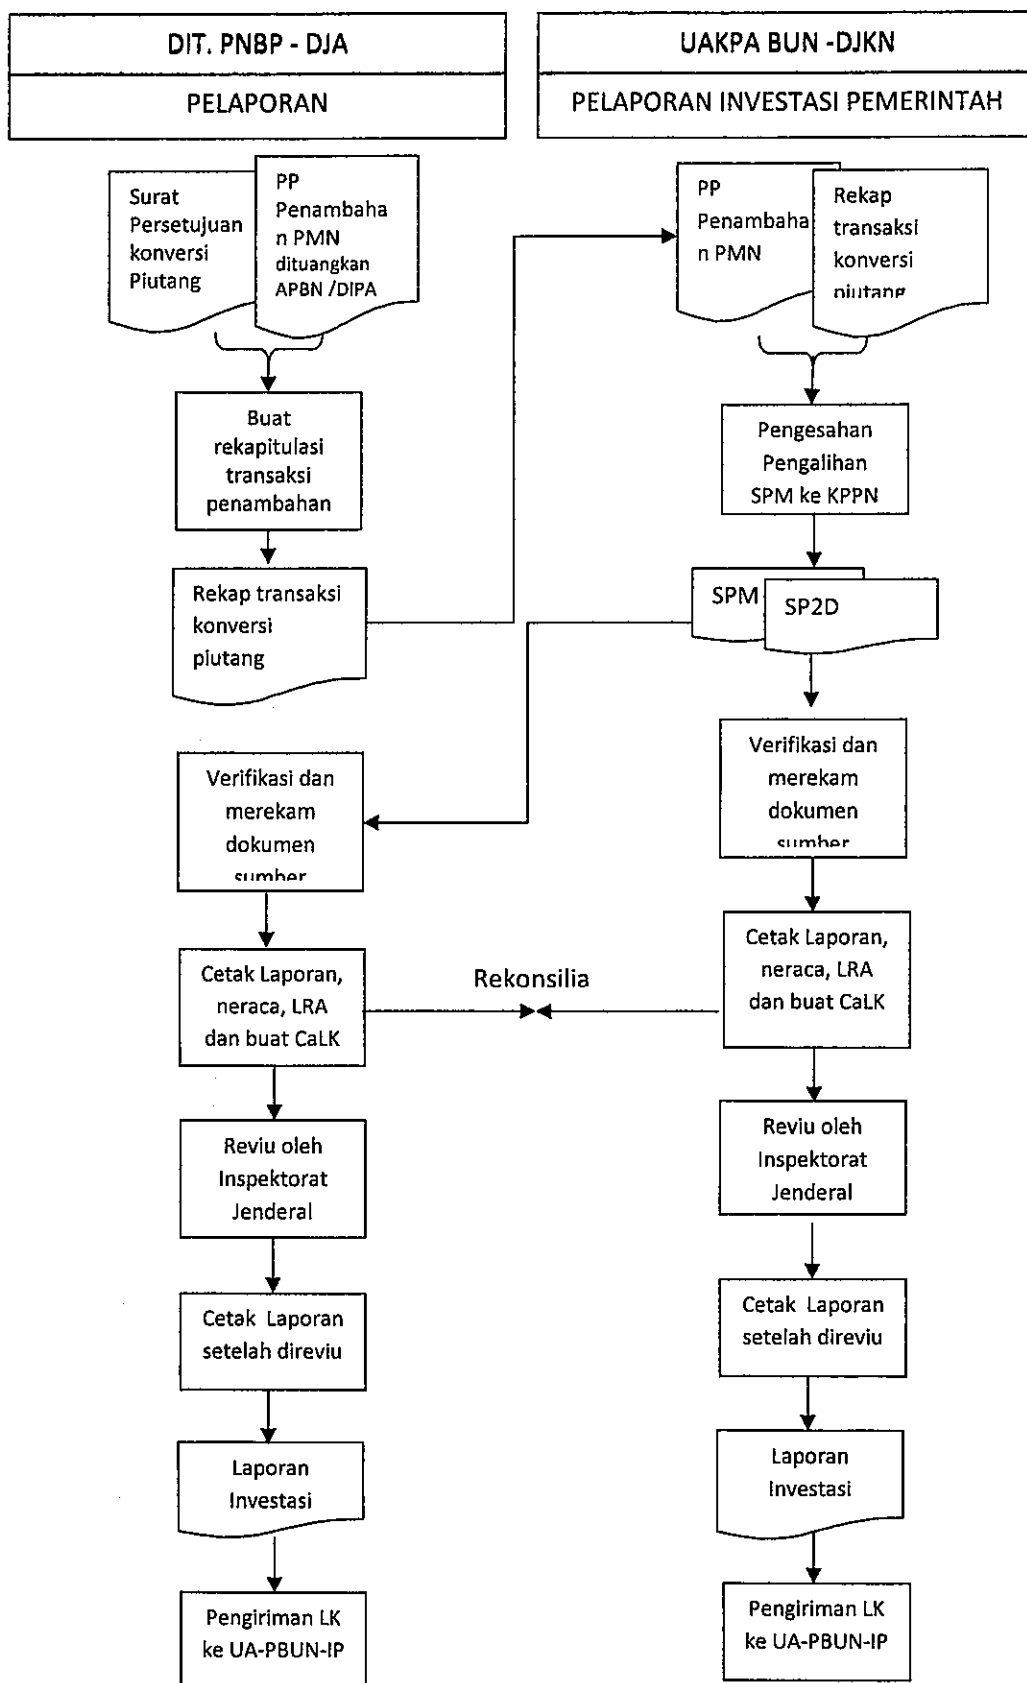 DIT. PNBP - DJA
PELAPORAN
UAKPA BUN -DJKN
PELAPORAN INVESTASI PEMERINTAH
Surat
Persetujuan
konversi
Piutang
PP
Penambaha
n PMN
dituangkan
APBN /DIPA
PP
Penambaha
n PMN
Rekap
transaksi
konversi
piutang
Buat
rekapitulasi
transaksi
penambahan
Pengesahan
Pengalihan
SPM ke KPPN
Rekap transaksi
konversi
piutang
SPM
SP2D
Verifikasi dan
merekam
dokumen
sumber
Verifikasi dan
merekam
dokumen
sumber
Cetak Laporan,
neraca, LRA
dan buat CaLK
Rekonsilia
Cetak Laporan,
neraca, LRA
dan buat CaLK
Reviu oleh
Inspektorat
Jenderal
Reviu oleh
Inspektorat
Jenderal
Cetak Laporan
setelah direviu
Cetak Laporan
setelah direviu
Laporan
Investasi
Laporan
Investasi
Pengiriman LK
ke UA-PBUN-IP
Pengiriman LK
ke UA-PBUN-IP